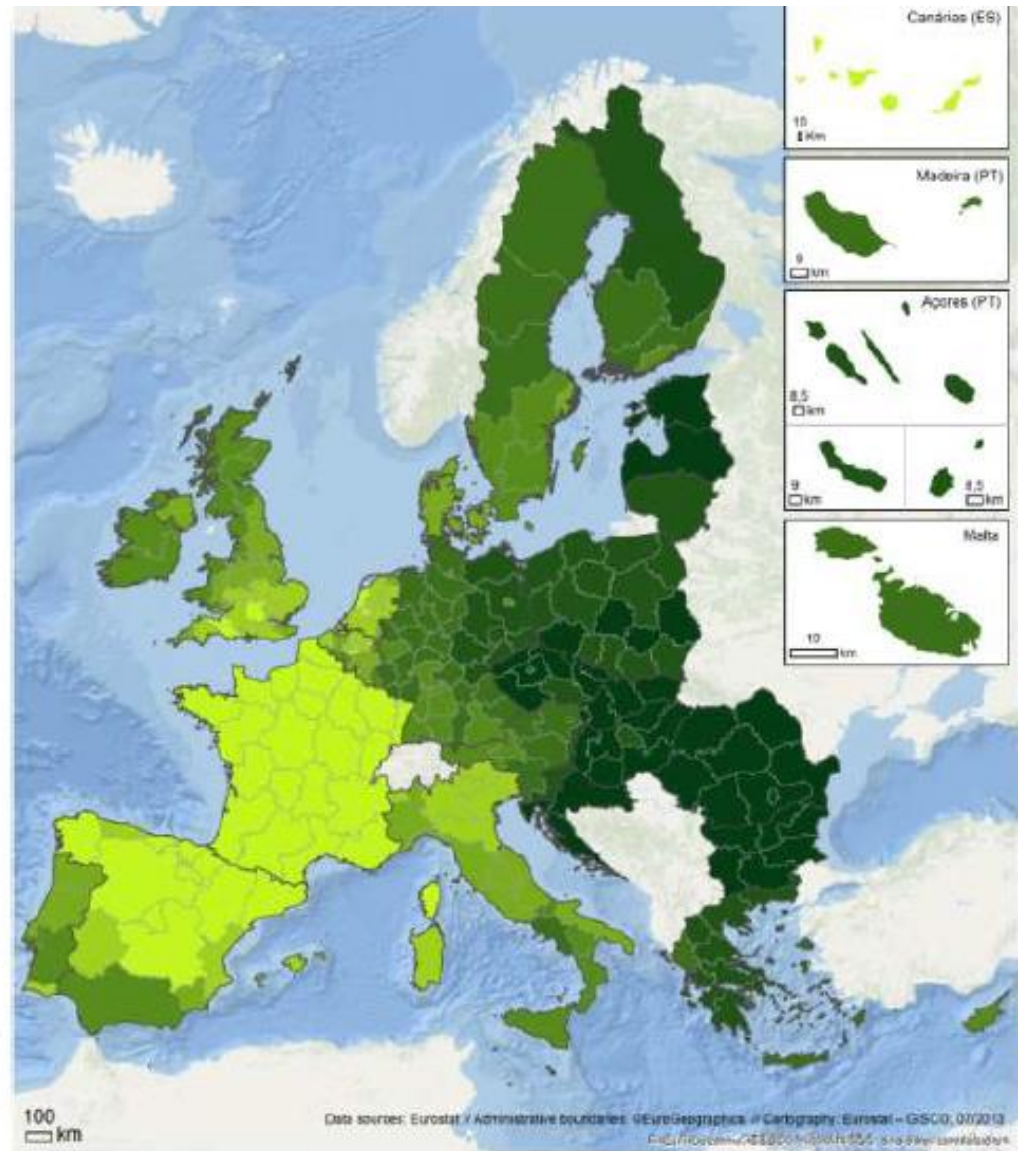 Canárias (ES)
10
Km
Madeira (PT)
9
km
Açores (PT)
8,5
km
9
km
8,5
km
Malta
10
km
100
km
Data sources: Eurostat / Administrative boundaries: ©EuroGeographics // Cartography: Eurostat – GISCO, 07/2013